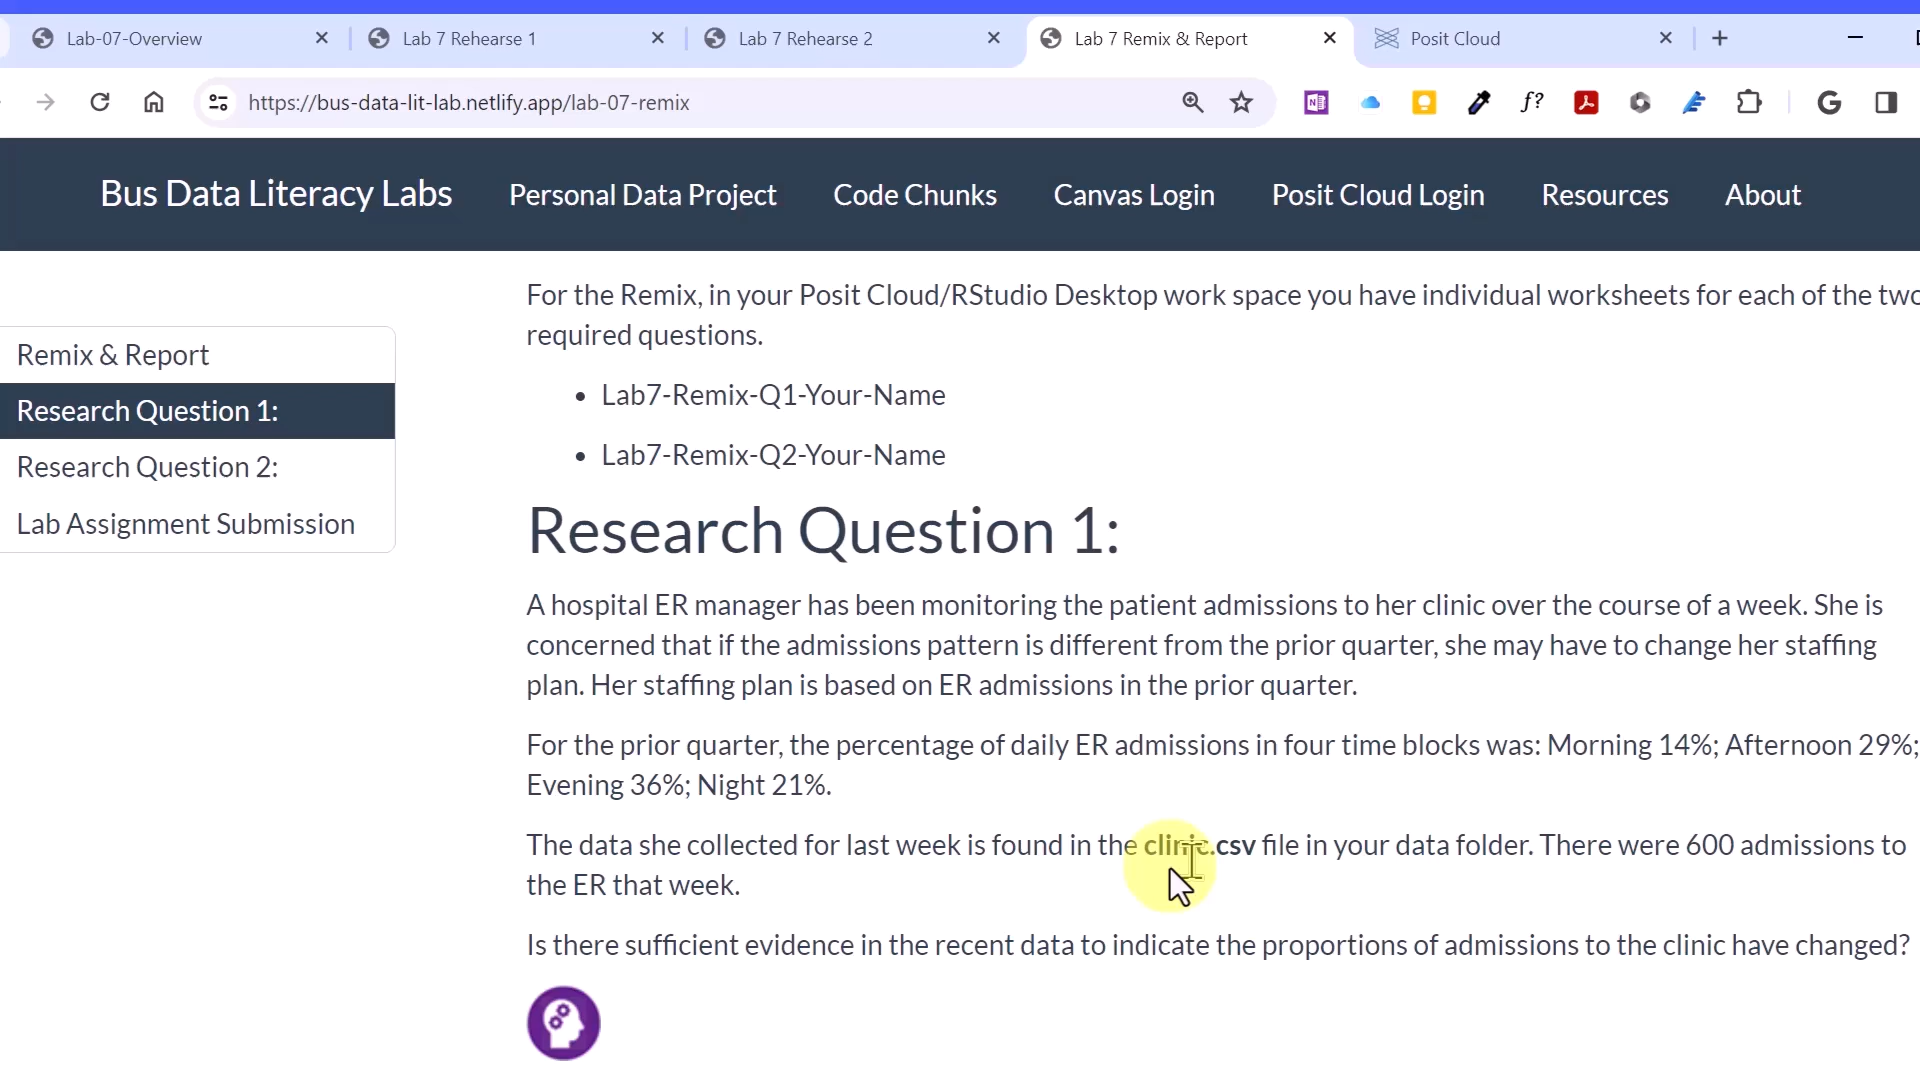 Lab-07-Overview
Lab 7 Rehearse 1
Lab 7 Rehearse 2
Lab 7 Remix & Report
Posit Cloud
https://bus-data-lit-lab.netlify.app/lab-07-remix
f?
G
Bus Data Literacy Labs
Personal Data Project
Code Chunks
Canvas Login
Posit Cloud Login
Resources
About
Remix & Report
Research Question 1:
Research Question 2:
Lab Assignment Submission
For the Remix, in your Posit Cloud/RStudio Desktop work space you have individual worksheets for each of the two
required questions.
• Lab7-Remix-Q1-Your-Name
• Lab7-Remix-Q2-Your-Name
Research Question 1:
A hospital ER manager has been monitoring the patient admissions to her clinic over the course of a week. She is
concerned that if the admissions pattern is different from the prior quarter, she may have to change her staffing
plan. Her staffing plan is based on ER admissions in the prior quarter.
For the prior quarter, the percentage of daily ER admissions in four time blocks was: Morning 14%; Afternoon 29%;
Evening 36%; Night 21%.
The data she collected for last week is found in the clinic.csv file in your data folder. There were 600 admissions to
the ER that week.
Is there sufficient evidence in the recent data to indicate the proportions of admissions to the clinic have changed?